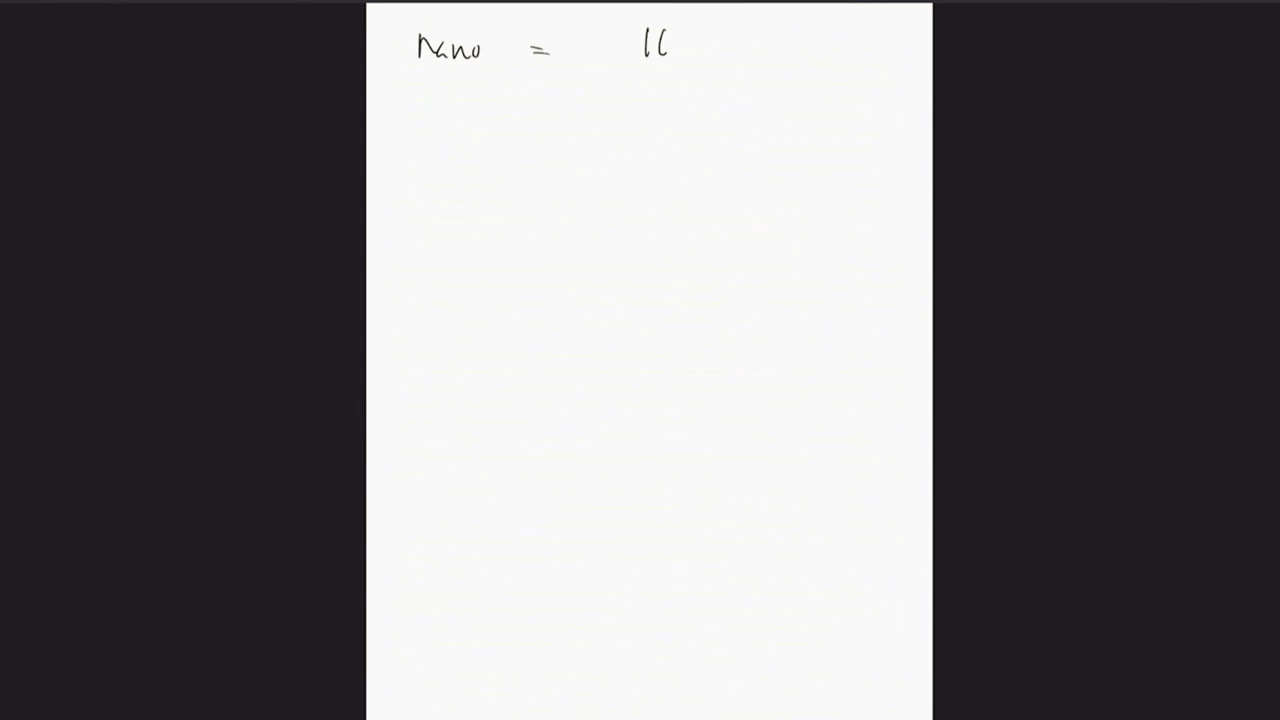 Nano =